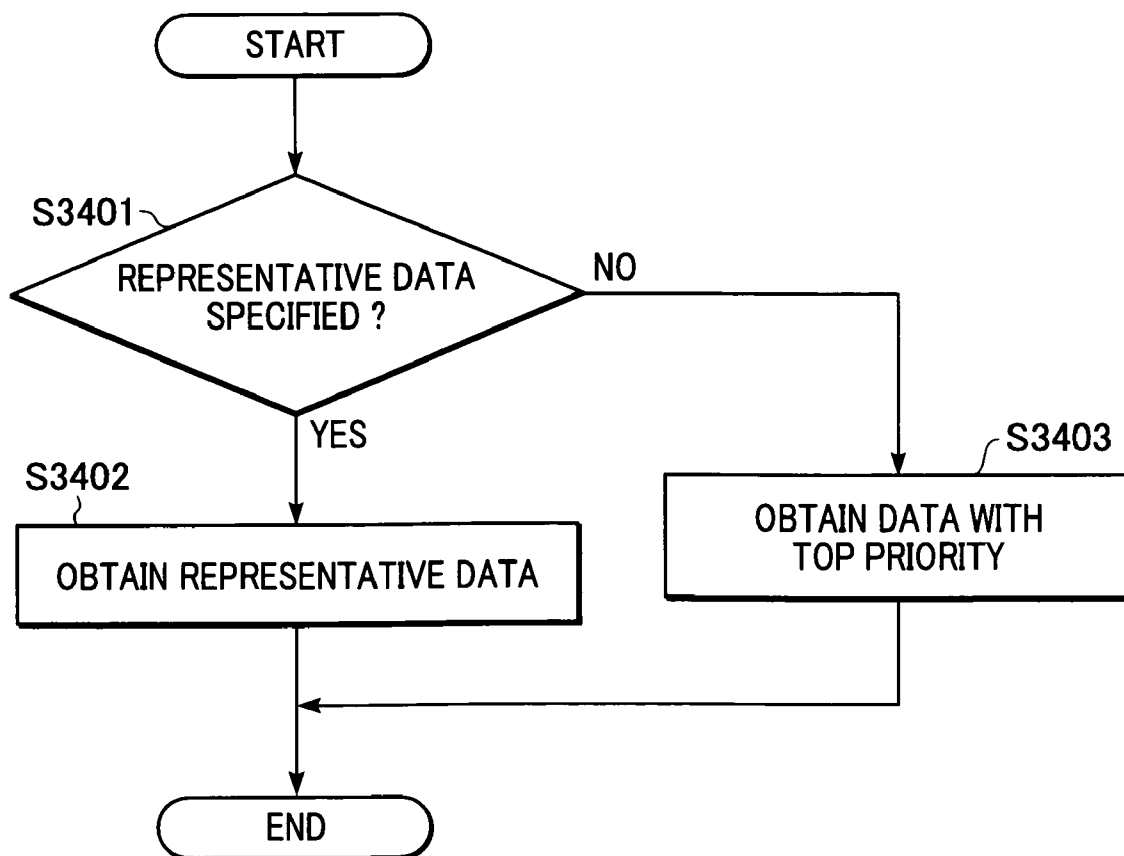 START
S3401
REPRESENTATIVE DATA
SPECIFIED ?
NO
YES
S3402
OBTAIN REPRESENTATIVE DATA
S3403
OBTAIN DATA WITH
TOP PRIORITY
END